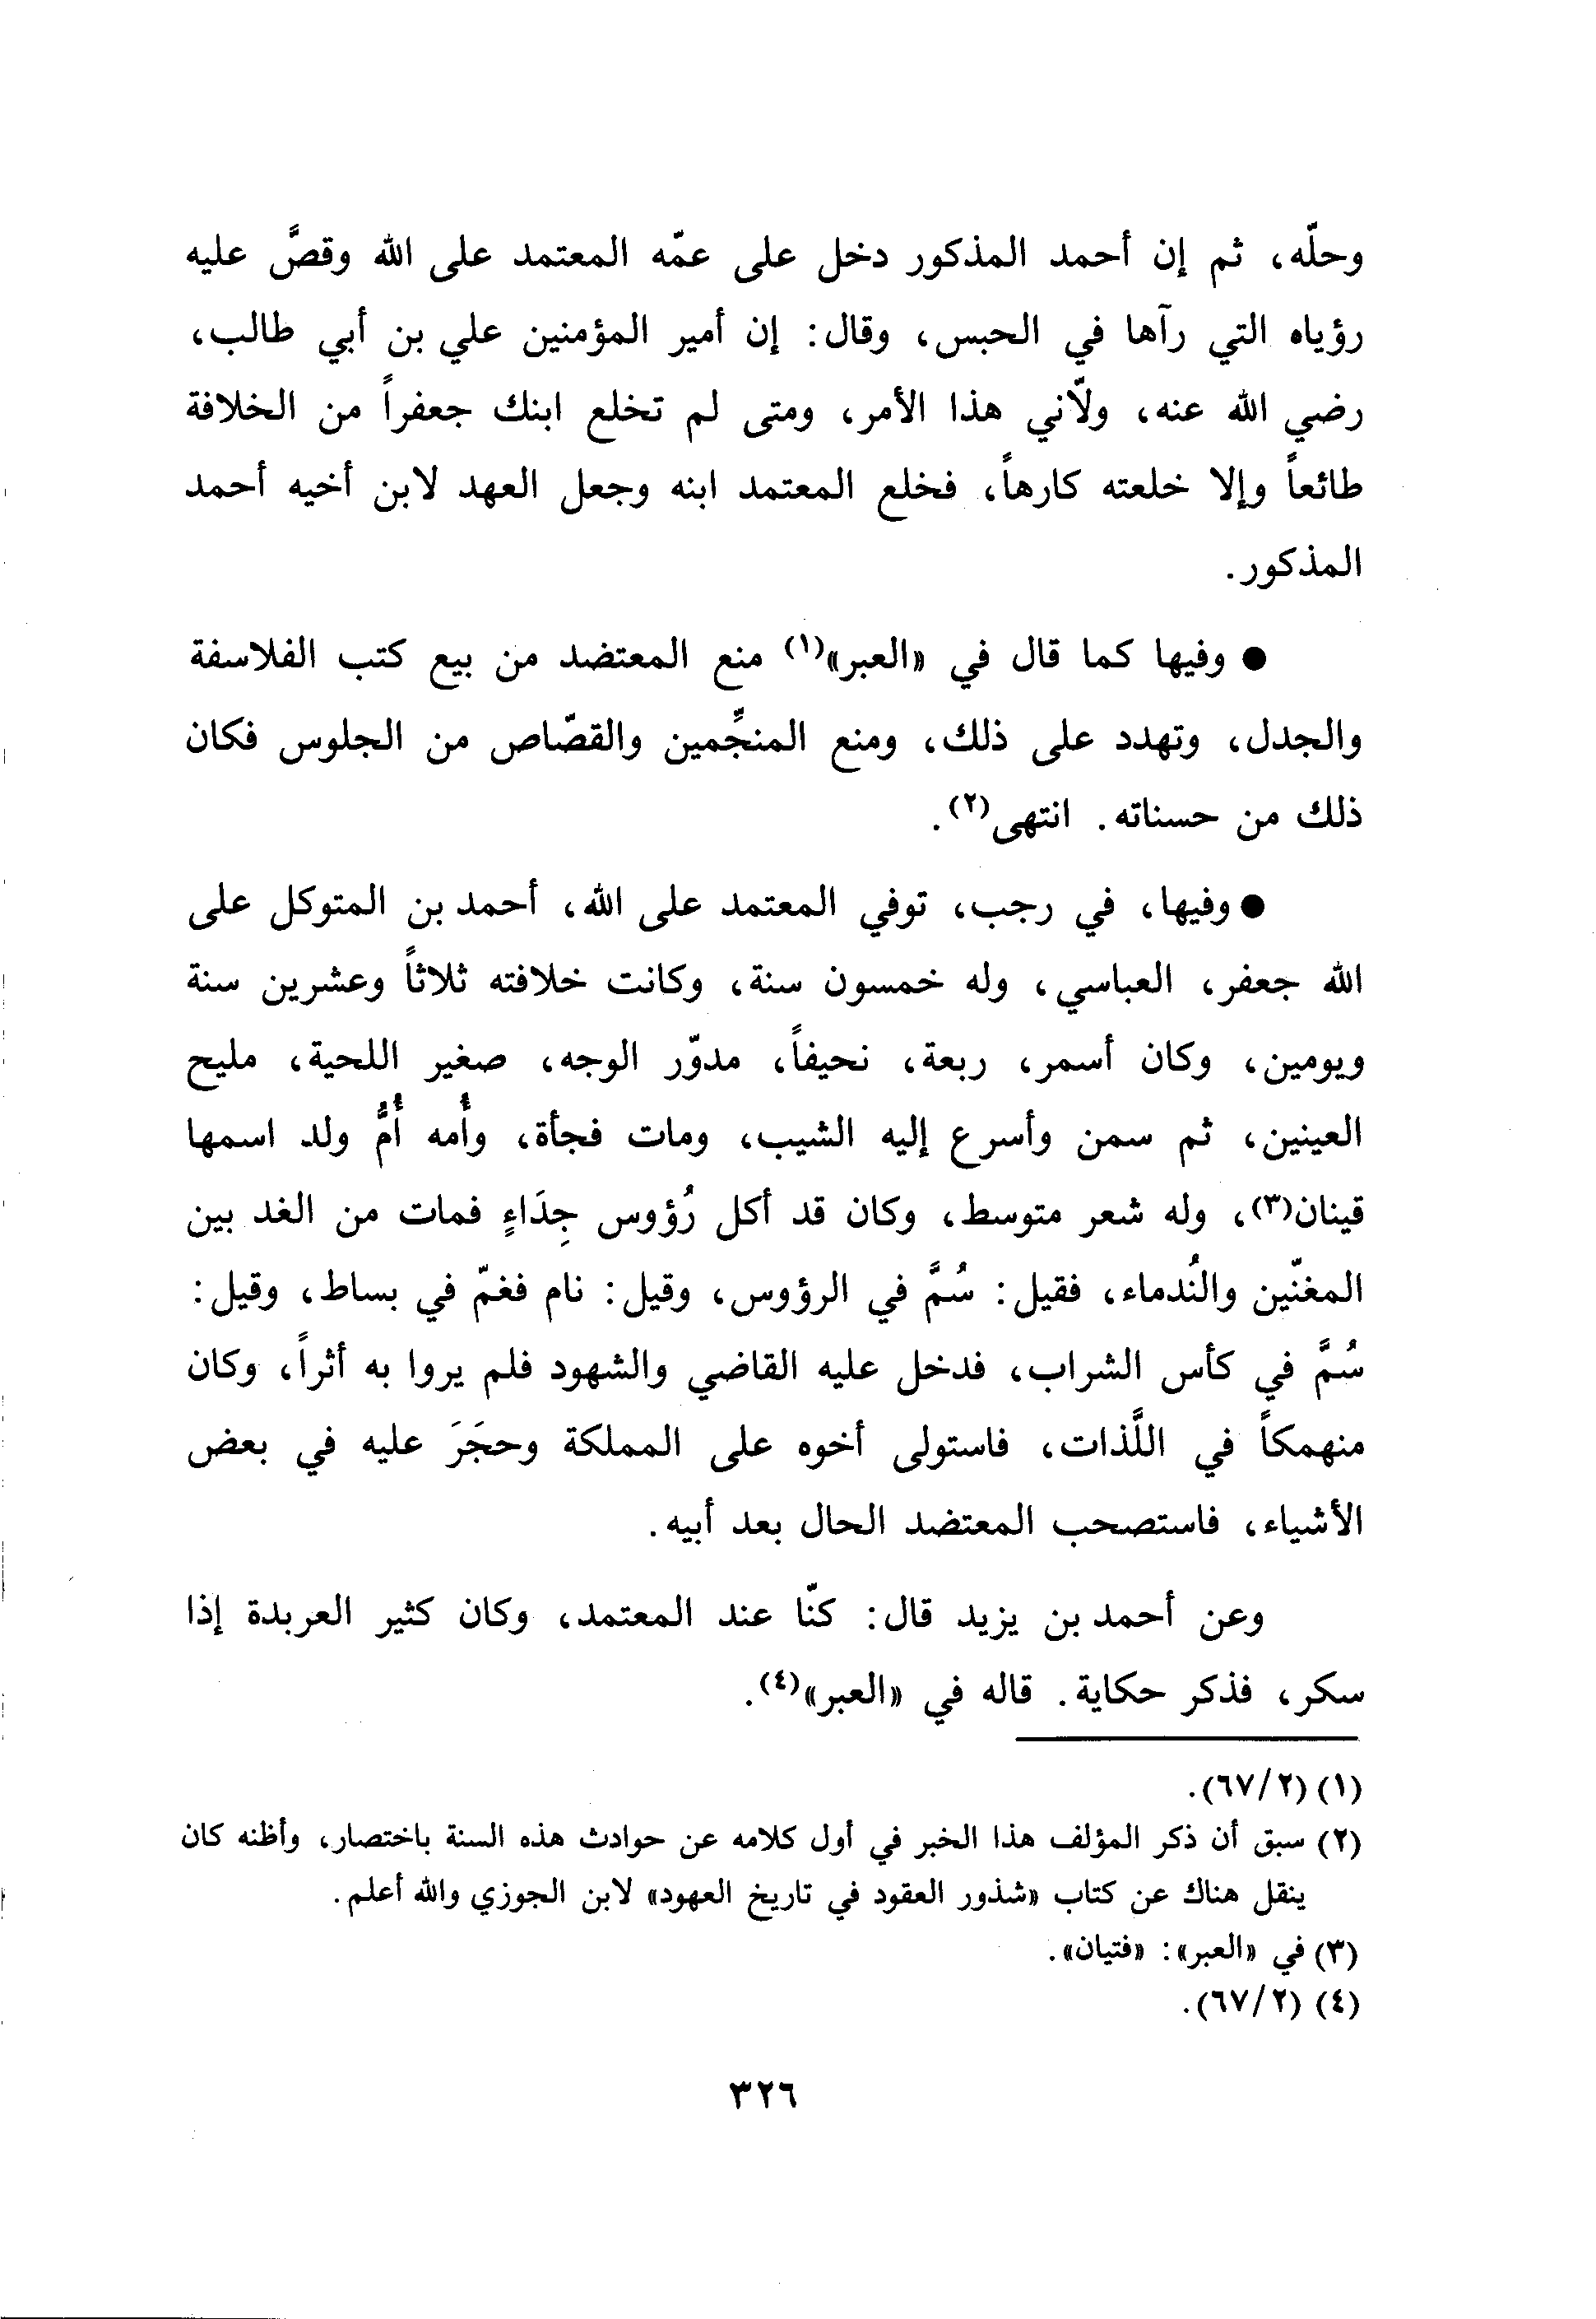 وحلّه، ثم إن أحمد المذكور دخل على عمّه المعتمد على الله وقصَّ عليه
رؤياه التي رآها في الحبس، وقال: إن أمير المؤمنين علي بن أبي طالب،
رضي الله عنه، ولّاني هذا الأمر، ومتى لم تخلع ابنك جعفراً من الخلافة
طائعاً وإلا خلعته كارهاً، فخلع المعتمد ابنه وجعل العهد لابن أخيه أحمد
المذكور.
● وفيها كما قال في «العبر»(١) منع المعتضد من بيع كتب الفلاسفة
والجدل، وتهدد على ذلك، ومنع المنجِّمين والقصّاص من الجلوس فكان
ذلك من حسناته. انتهى(٢).
● وفيها، في رجب، توفي المعتمد على الله، أحمد بن المتوكل على
الله جعفر، العباسي، وله خمسون سنة، وكانت خلافته ثلاثاً وعشرين سنة
ويومين، وكان أسمر، ربعة، نحيفاً، مدوّر الوجه، صغير اللحية، مليح
العينين، ثم سمن وأسرع إليه الشيب، ومات فجأة، وأُمه أُمُّ ولد اسمها
قينان(٣)، وله شعر متوسط، وكان قد أكل رُؤوس جِدَاءٍ فمات من الغد بين
المغنّين والنُدماء، فقيل: سُمَّ في الرؤوس، وقيل: نام فغمّ في بساط، وقيل:
سُمَّ في كأس الشراب، فدخل عليه القاضي والشهود فلم يروا به أثراً، وكان
منهمكاً في اللَّذات، فاستولى أخوه على المملكة وحجَرَ عليه في بعض
الأشياء، فاستصحب المعتضد الحال بعد أبيه.
وعن أحمد بن يزيد قال: كنّا عند المعتمد، وكان كثير العربدة إذا
سكر، فذكر حكاية. قاله في «العبر»(٤).
(١) (٦٧/٢).
(٢) سبق أن ذكر المؤلف هذا الخبر في أول كلامه عن حوادث هذه السنة باختصار، وأظنه كان
ينقل هناك عن كتاب «شذور العقود في تاريخ العهود» لابن الجوزي والله أعلم.
(٣) في «العبر»: «فتيان».
(٤) (٦٧/٢).
٣٢٦